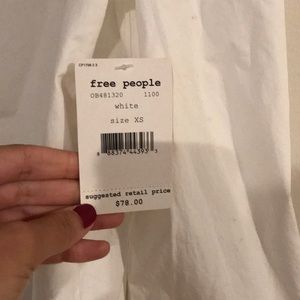 free people
OB481320 1100
white
size XS
suggested retail price
$78.00